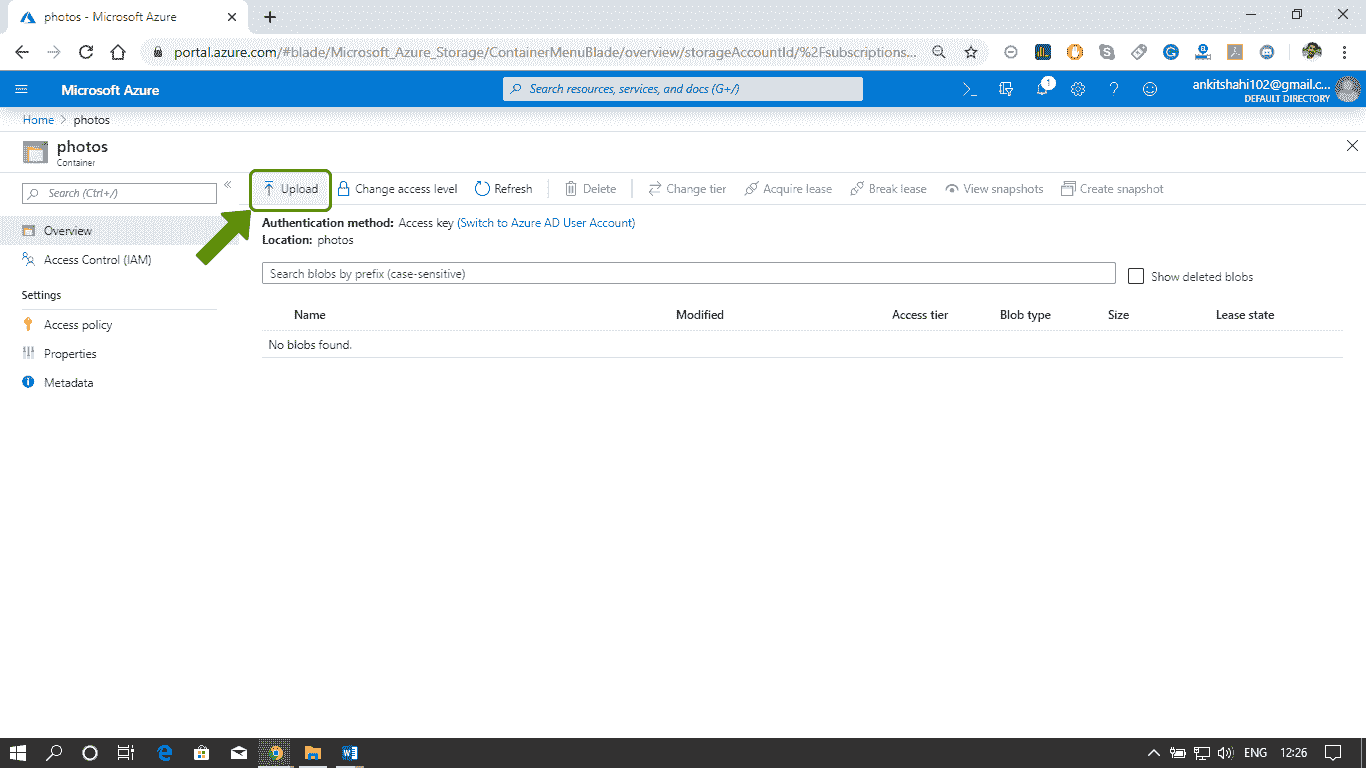 photos - Microsoft Azure
portal.azure.com/#blade/Microsoft_Azure_Storage/ContainerMenuBlade/overview/storageAccountId/%2Fsubscriptions...
Microsoft Azure
Search resources, services, and docs (G+/)
1
ankitshahi102@gmail.c...
DEFAULT DIRECTORY
Home > photos
photos
Container
Search (Ctrl+/)
«
Upload Change access level Refresh Delete Change tier Acquire lease Break lease View snapshots Create snapshot
Overview
Access Control (IAM)
Settings
Access policy
Properties
Metadata
Authentication method: Access key (Switch to Azure AD User Account)
Location: photos
Search blobs by prefix (case-sensitive)
Show deleted blobs
Name Modified Access tier Blob type Size Lease state
No blobs found.
ENG 12:26